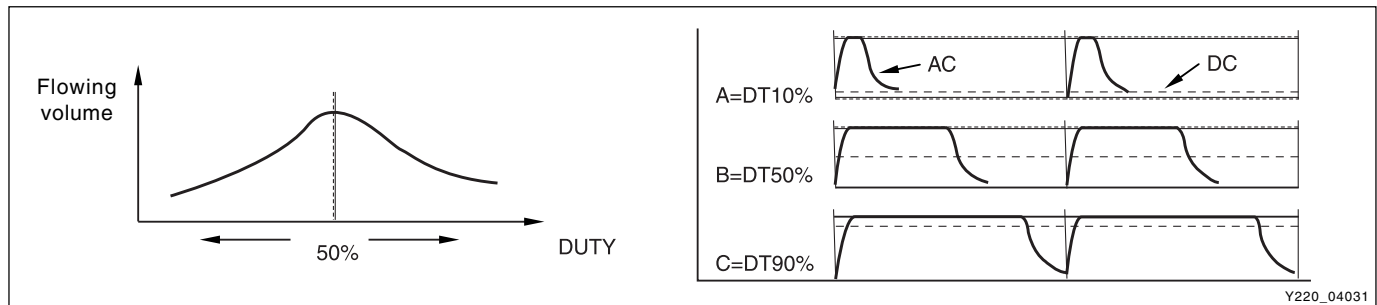 Flowing
volume
50%
DUTY
AC
DC
A=DT10%
B=DT50%
C=DT90%
Y220_04031